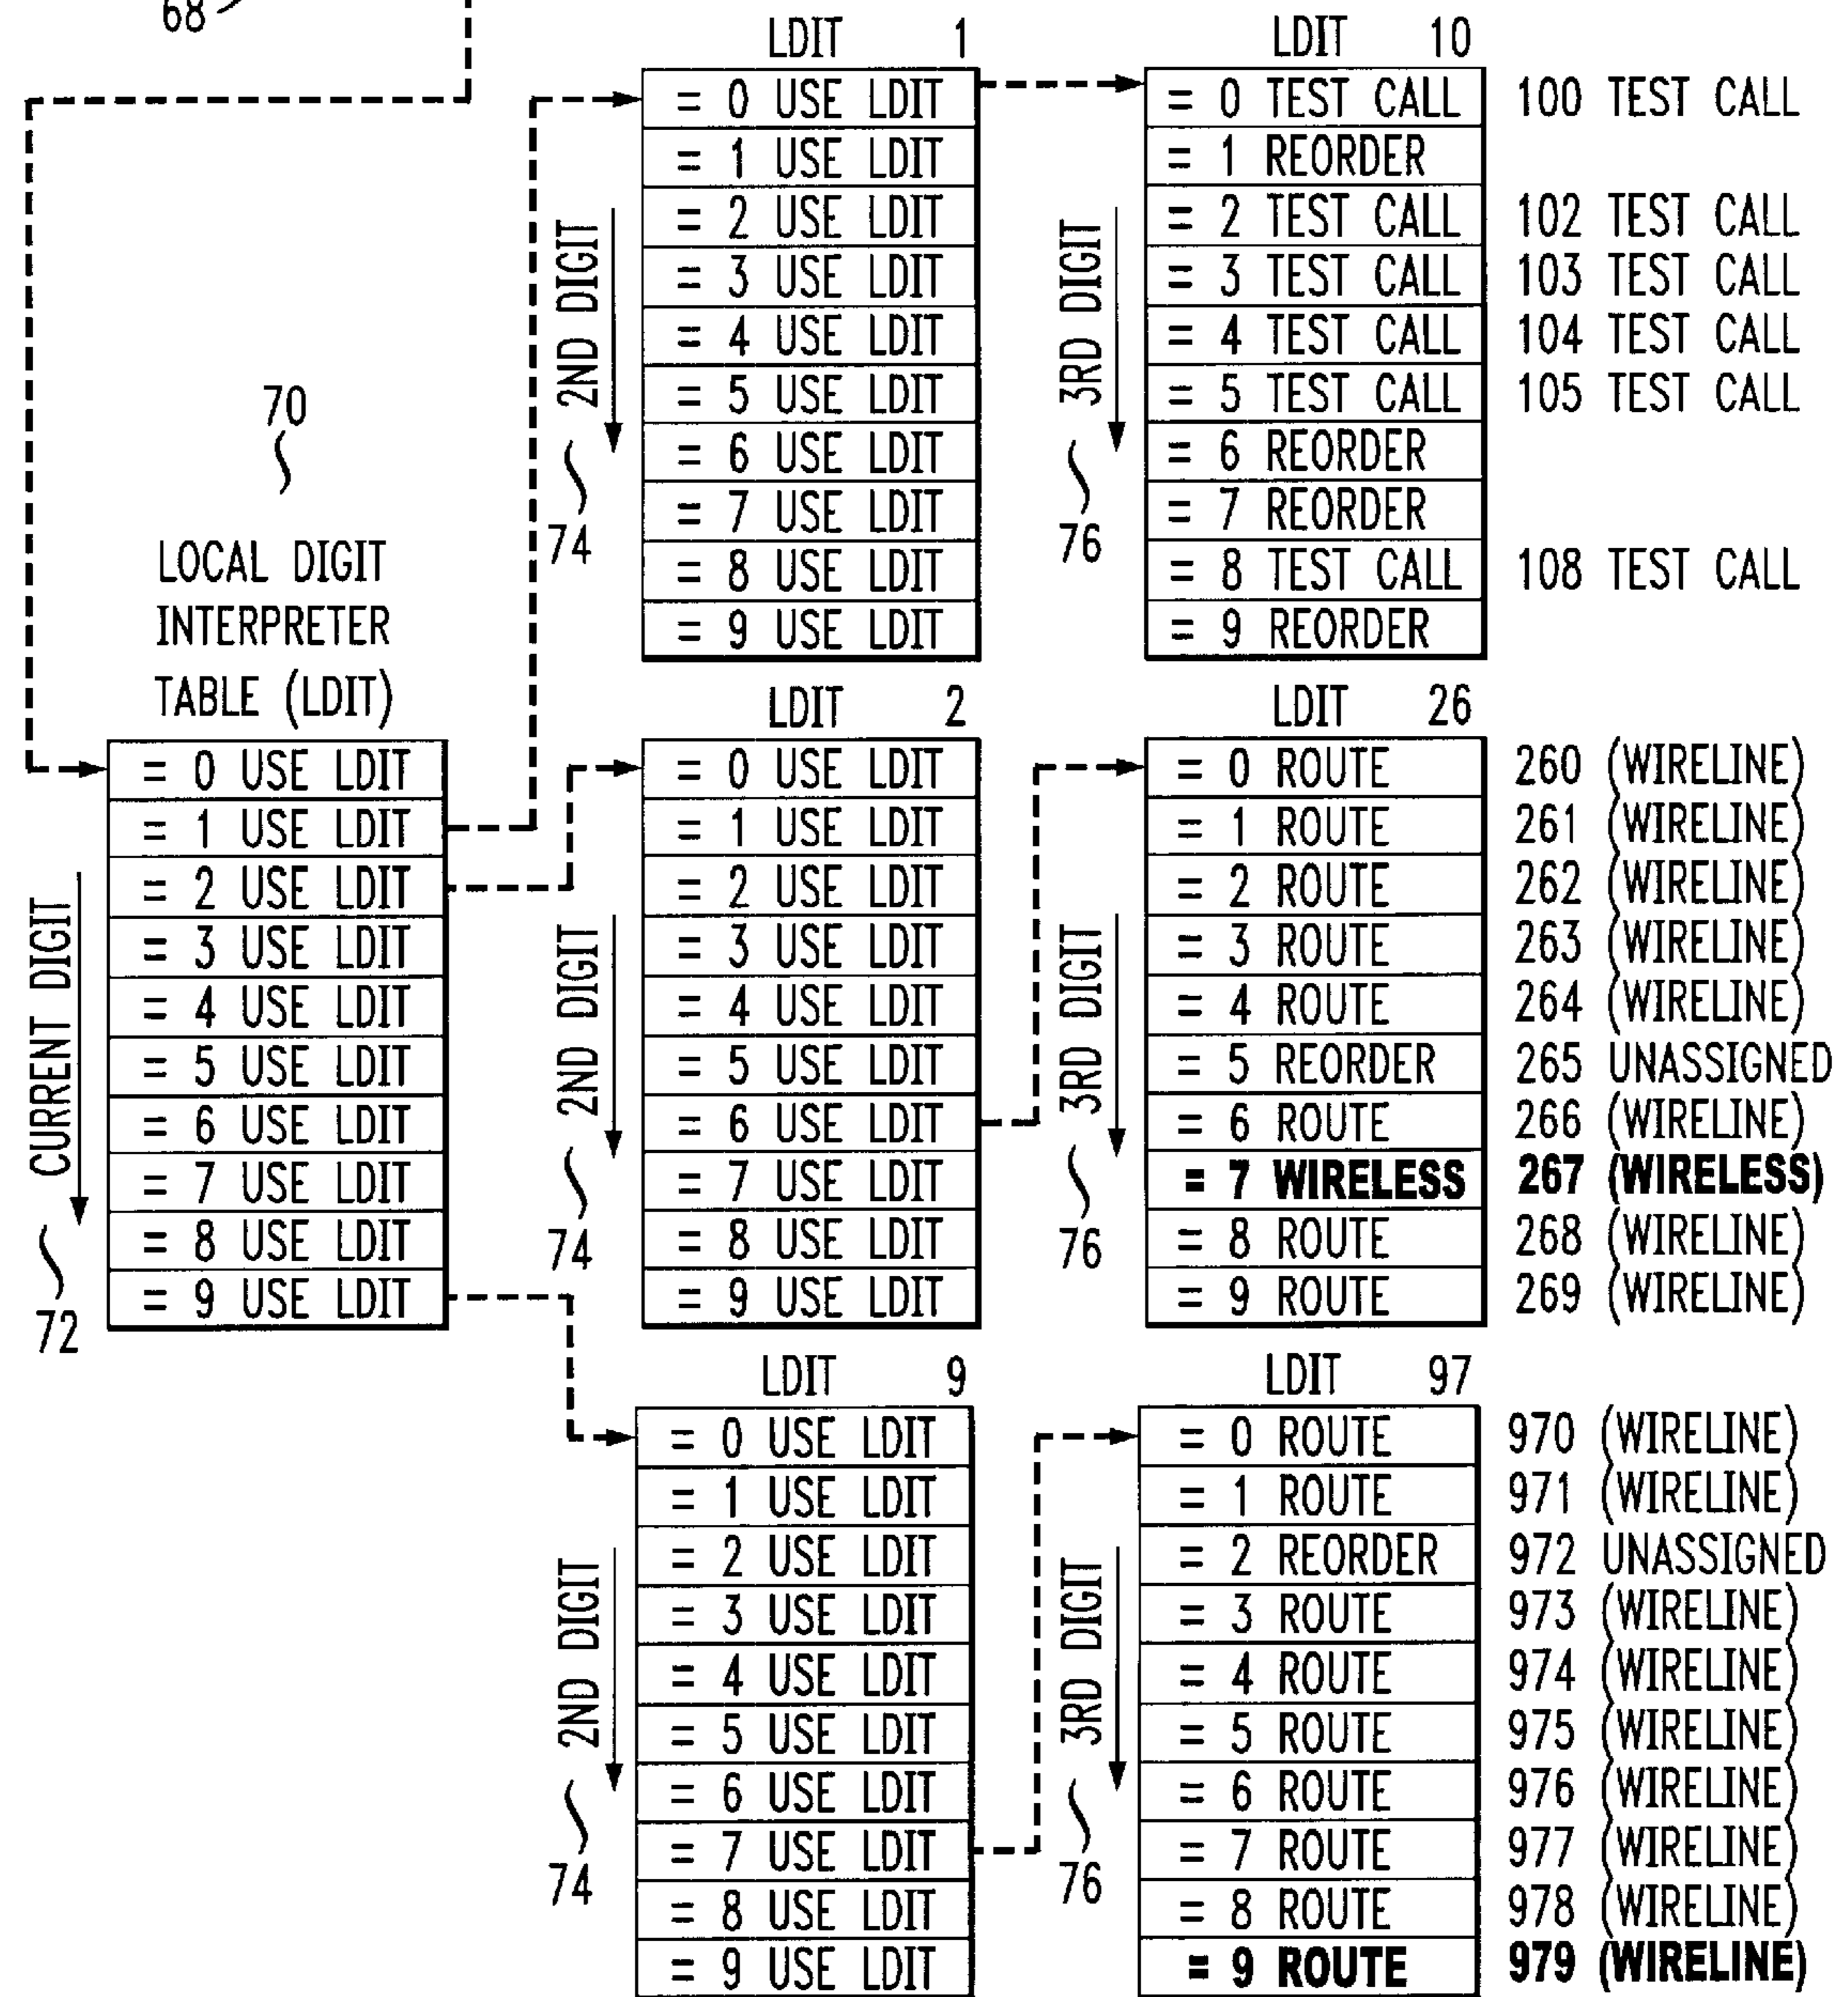 68
70
LOCAL DIGIT
INTERPRETER
TABLE (LDIT)
= 0 USE LDIT
= 1 USE LDIT
= 2 USE LDIT
= 3 USE LDIT
= 4 USE LDIT
= 5 USE LDIT
= 6 USE LDIT
= 7 USE LDIT
= 8 USE LDIT
= 9 USE LDIT
CURRENT DIGIT
72
LDIT 1
= 0 USE LDIT
= 1 USE LDIT
= 2 USE LDIT
= 3 USE LDIT
= 4 USE LDIT
= 5 USE LDIT
= 6 USE LDIT
= 7 USE LDIT
= 8 USE LDIT
= 9 USE LDIT
2ND DIGIT
74
LDIT 10
= 0 TEST CALL 100 TEST CALL
= 1 REORDER
= 2 TEST CALL 102 TEST CALL
= 3 TEST CALL 103 TEST CALL
= 4 TEST CALL 104 TEST CALL
= 5 TEST CALL 105 TEST CALL
= 6 REORDER
= 7 REORDER
= 8 TEST CALL 108 TEST CALL
= 9 REORDER
3RD DIGIT
76
LDIT 2
= 0 USE LDIT
= 1 USE LDIT
= 2 USE LDIT
= 3 USE LDIT
= 4 USE LDIT
= 5 USE LDIT
= 6 USE LDIT
= 7 USE LDIT
= 8 USE LDIT
= 9 USE LDIT
2ND DIGIT
74
LDIT 26
= 0 ROUTE 260 (WIRELINE)
= 1 ROUTE 261 (WIRELINE)
= 2 ROUTE 262 (WIRELINE)
= 3 ROUTE 263 (WIRELINE)
= 4 ROUTE 264 (WIRELINE)
= 5 REORDER 265 UNASSIGNED
= 6 ROUTE 266 (WIRELINE)
= 7 WIRELESS 267 (WIRELESS)
= 8 ROUTE 268 (WIRELINE)
= 9 ROUTE 269 (WIRELINE)
3RD DIGIT
76
LDIT 9
= 0 USE LDIT
= 1 USE LDIT
= 2 USE LDIT
= 3 USE LDIT
= 4 USE LDIT
= 5 USE LDIT
= 6 USE LDIT
= 7 USE LDIT
= 8 USE LDIT
= 9 USE LDIT
2ND DIGIT
74
LDIT 97
= 0 ROUTE 970 (WIRELINE)
= 1 ROUTE 971 (WIRELINE)
= 2 REORDER 972 UNASSIGNED
= 3 ROUTE 973 (WIRELINE)
= 4 ROUTE 974 (WIRELINE)
= 5 ROUTE 975 (WIRELINE)
= 6 ROUTE 976 (WIRELINE)
= 7 ROUTE 977 (WIRELINE)
= 8 ROUTE 978 (WIRELINE)
= 9 ROUTE 979 (WIRELINE)
3RD DIGIT
76